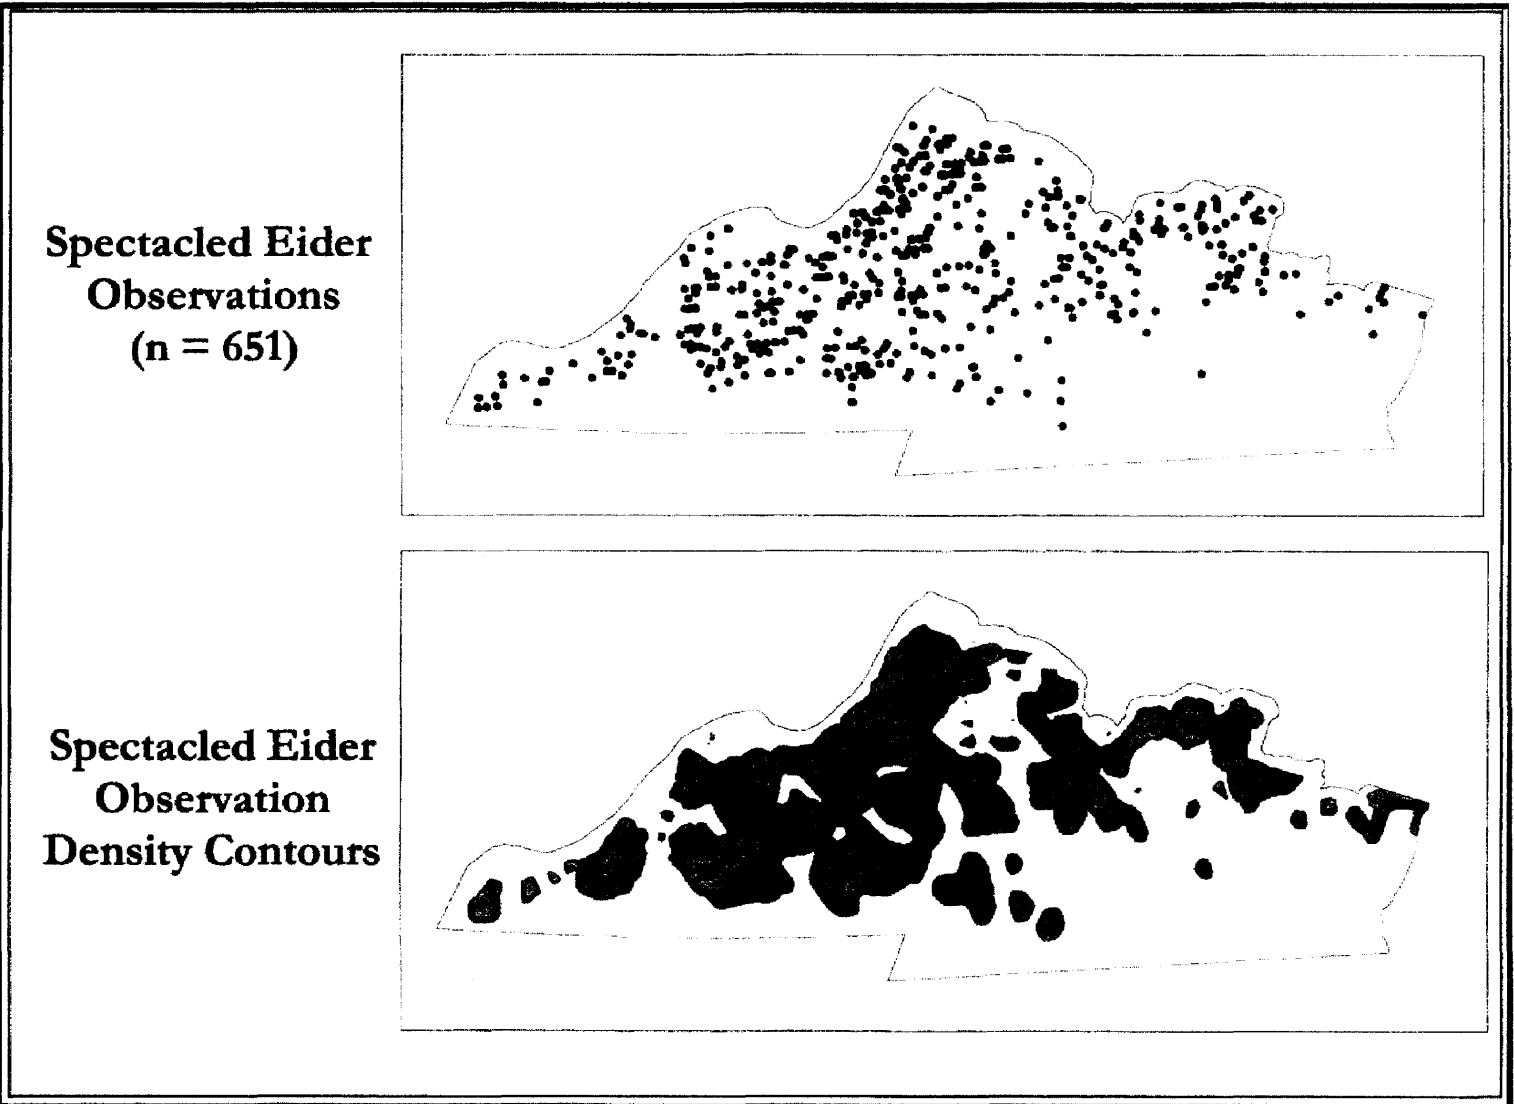 Spectacled Eider
Observations
(n = 651)
Spectacled Eider
Observation
Density Contours